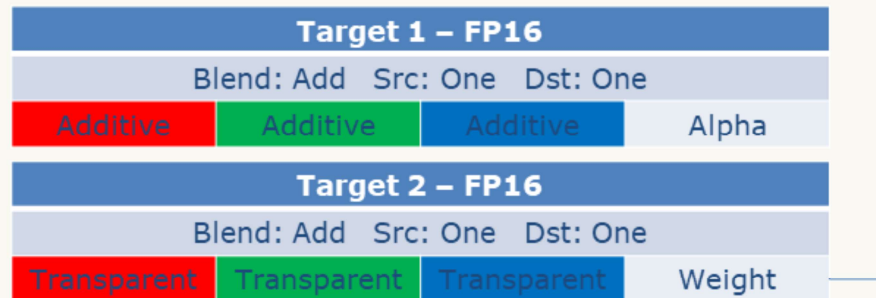 Target 1 – FP16
Blend: Add Src: One Dst: One
Additive Additive Additive Alpha
Target 2 – FP16
Blend: Add Src: One Dst: One
Transparent Transparent Transparent Weight